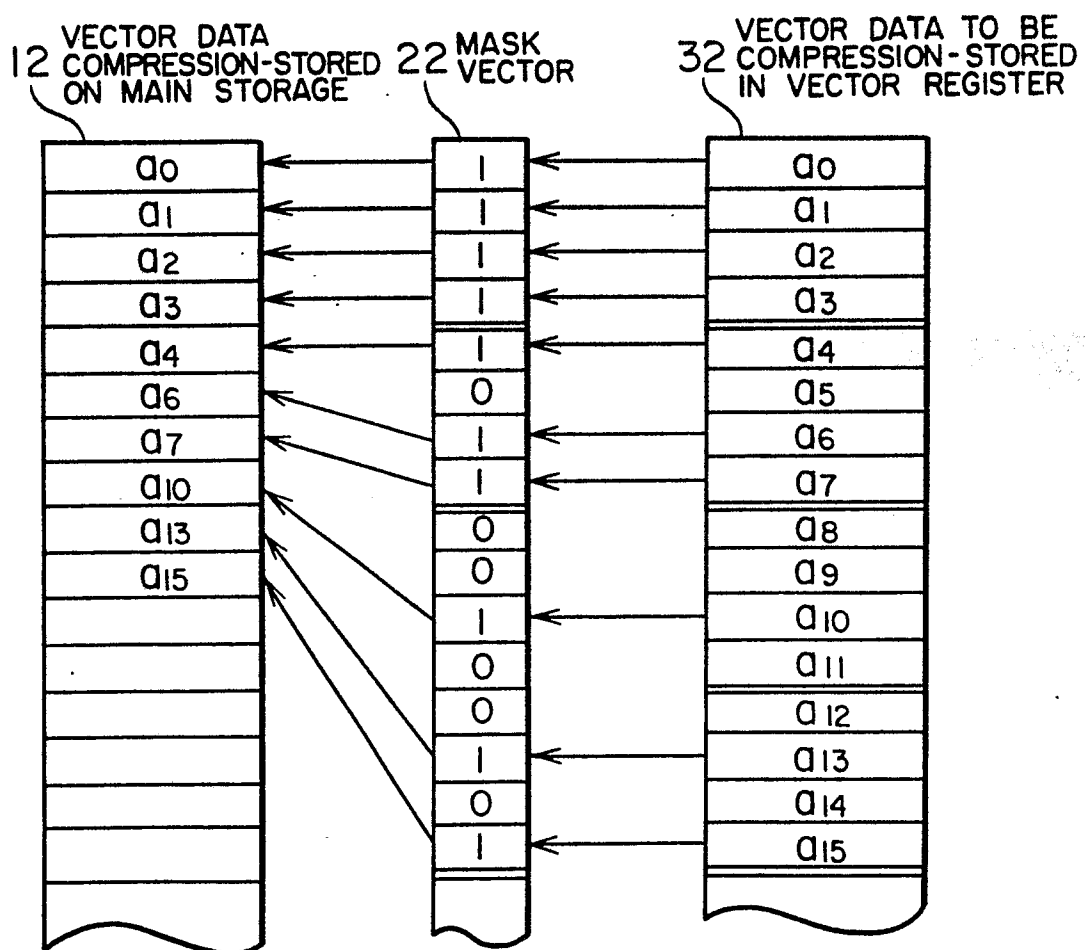 12 VECTOR DATA
COMPRESSION-STORED
ON MAIN STORAGE
22 MASK
VECTOR
32 VECTOR DATA TO BE
COMPRESSION-STORED
IN VECTOR REGISTER
a0 1 a0
a1 1 a1
a2 1 a2
a3 1 a3
a4 1 a4
a6 0 a5
a7 1 a6
a10 1 a7
a13 0 a8
a15 0 a9
1 a10
0 a11
0 a12
1 a13
0 a14
1 a15